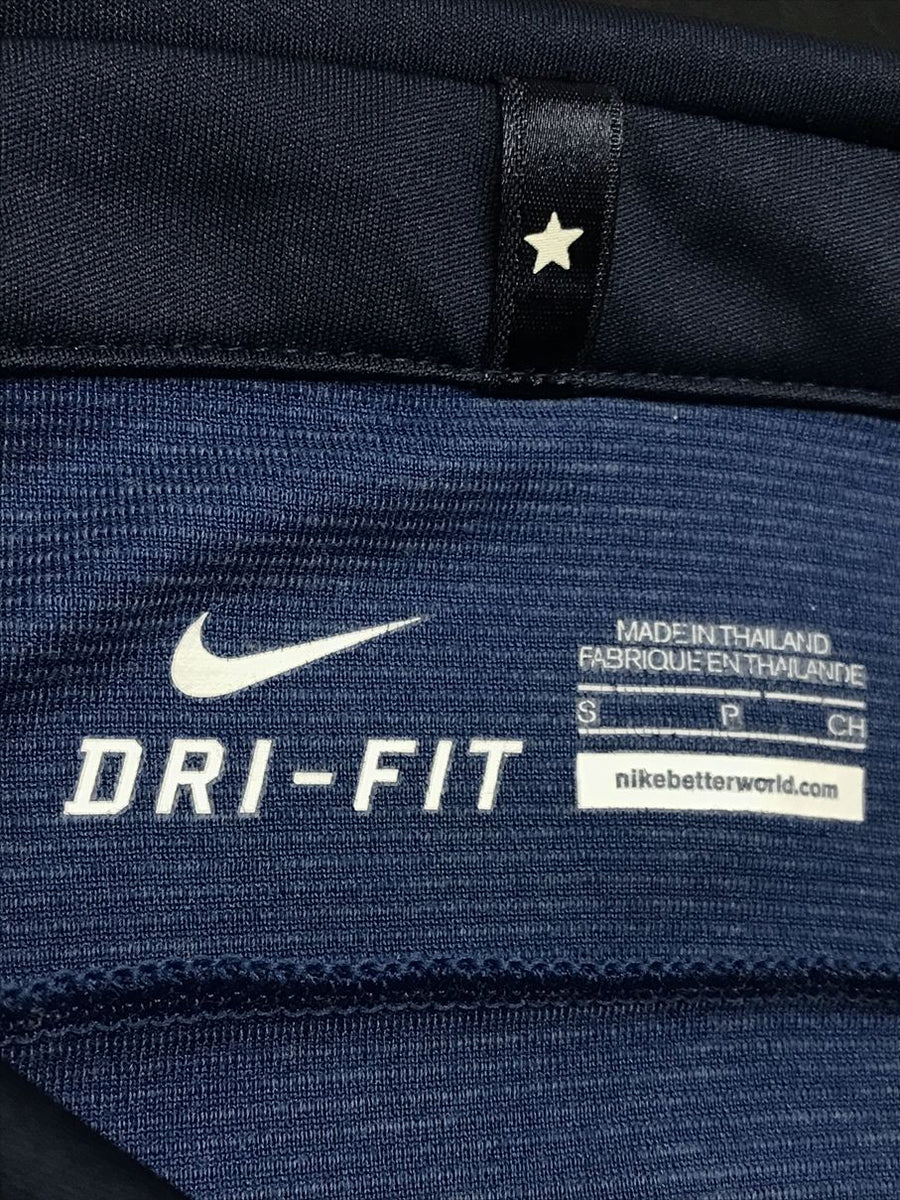 DRI-FIT
MADE IN THAILAND
FABRIQUE EN THAILANDE
S P CH
nikebetterworld.com